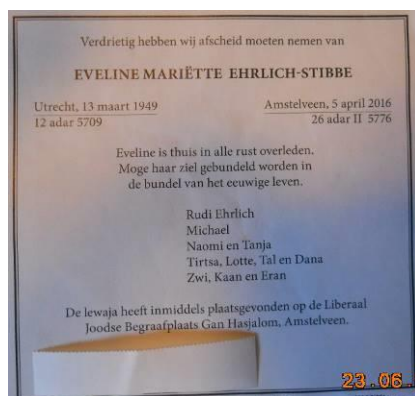 Verdrietig hebben wij afscheid moeten nemen van
EVELINE MARIËTTE EHRLICH-STIBBE
Utrecht, 13 maart 1949
12 adar 5709
Amstelveen, 5 april 2016
26 adar II 5776
Eveline is thuis in alle rust overleden.
Moge haar ziel gebundeld worden in
de bundel van het eeuwige leven.
Rudi Ehrlich
Michael
Naomi en Tanja
Tirtsa, Lotte, Tal en Dana
Zwi, Kaan en Eran
De lewaja heeft inmiddels plaatsgevonden op de Liberaal
Joodse Begraafplaats Gan Hasjalom, Amstelveen.
23.06.